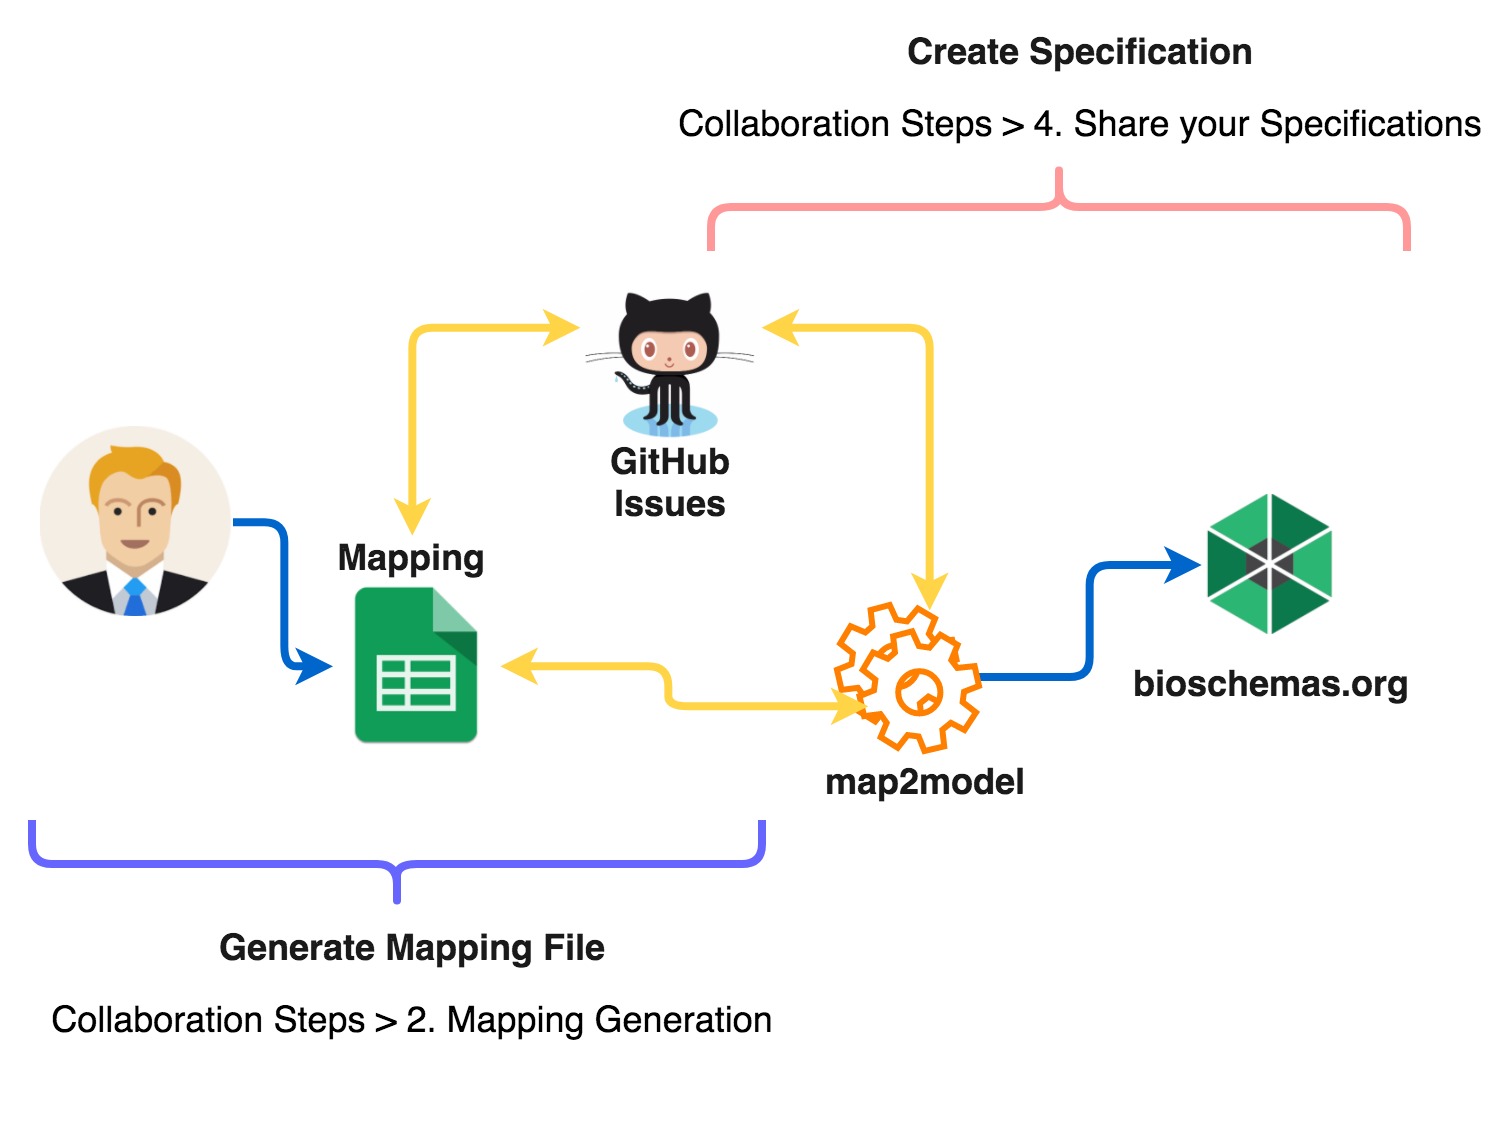 Create Specification
Collaboration Steps > 4. Share your Specifications
GitHub
Issues
Mapping
bioschemas.org
map2model
Generate Mapping File
Collaboration Steps > 2. Mapping Generation